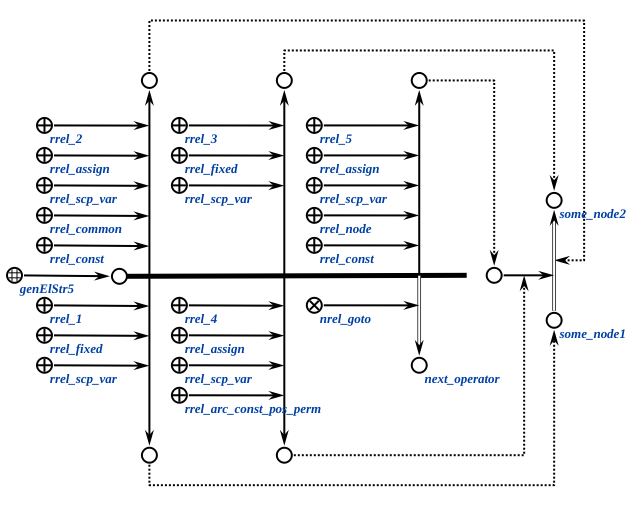 rrel_2
rrel_assign
rrel_scp_var
rrel_common
rrel_const
genElStr5
rrel_1
rrel_fixed
rrel_scp_var
rrel_3
rrel_fixed
rrel_scp_var
rrel_4
rrel_assign
rrel_scp_var
rrel_arc_const_pos_perm
rrel_5
rrel_assign
rrel_scp_var
rrel_node
rrel_const
nrel_goto
next_operator
some_node2
some_node1